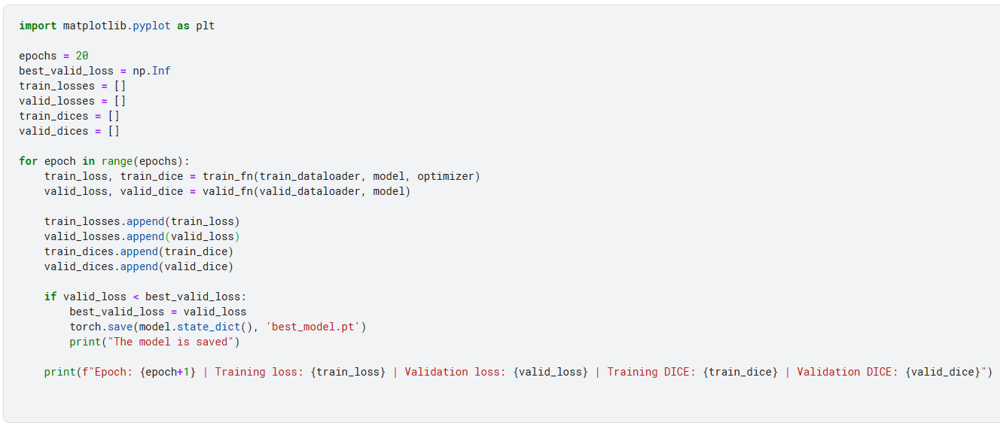 import matplotlib.pyplot as plt
epochs = 20
best_valid_loss = np.Inf
train_losses = []
valid_losses = []
train_dices = []
valid_dices = []
for epoch in range(epochs):
    train_loss, train_dice = train_fn(train_dataloader, model, optimizer)
    valid_loss, valid_dice = valid_fn(valid_dataloader, model)
    train_losses.append(train_loss)
    valid_losses.append(valid_loss)
    train_dices.append(train_dice)
    valid_dices.append(valid_dice)
    if valid_loss < best_valid_loss:
        best_valid_loss = valid_loss
        torch.save(model.state_dict(), 'best_model.pt')
        print("The model is saved")
    print(f"Epoch: {epoch+1} | Training loss: {train_loss} | Validation loss: {valid_loss} | Training DICE: {train_dice} | Validation DICE: {valid_dice}")